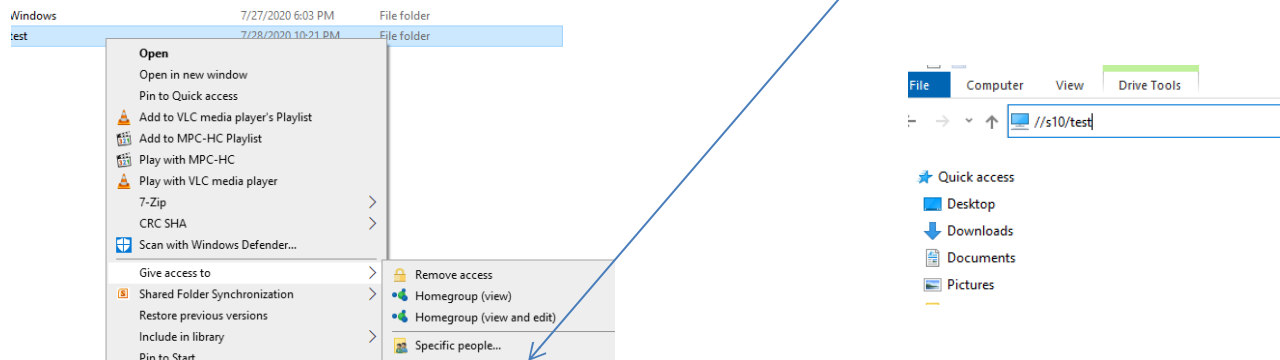 Windows 7/27/2020 6:03 PM File folder
test 7/28/2020 10:21 PM File folder
Open
Open in new window
Pin to Quick access
Add to VLC media player's Playlist
Add to MPC-HC Playlist
Play with MPC-HC
Play with VLC media player
7-Zip
CRC SHA
Scan with Windows Defender...
Give access to
Shared Folder Synchronization
Restore previous versions
Include in library
Pin to Start
Remove access
Homegroup (view)
Homegroup (view and edit)
Specific people...
File Computer View Drive Tools
//s10/test
Quick access
Desktop
Downloads
Documents
Pictures